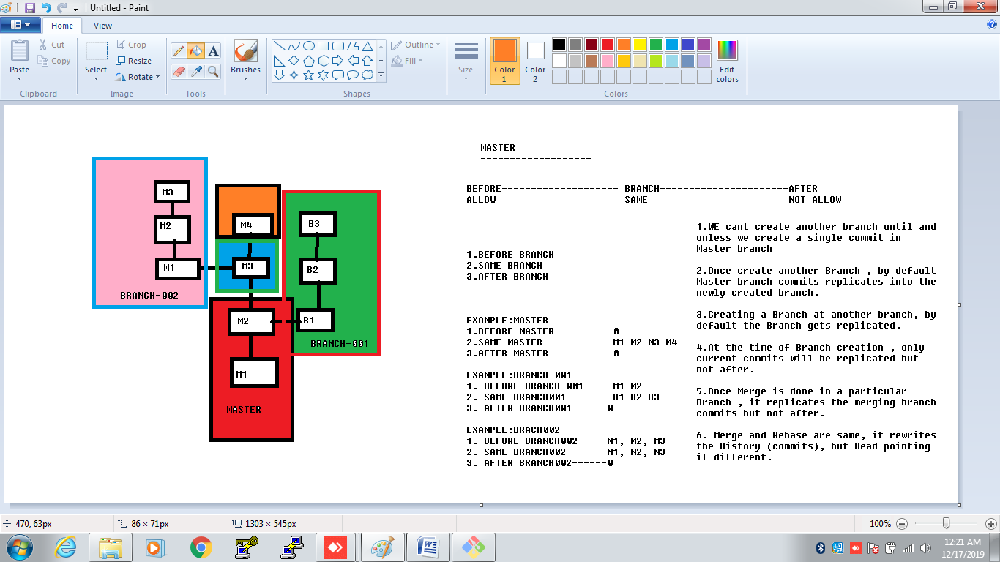 Untitled - Paint
Home
View
Paste
Cut
Copy
Clipboard
Select
Crop
Resize
Rotate
Image
A
Tools
Brushes
Shapes
Outline
Fill
Size
Color
1
Color
2
Edit
colors
Colors
M3
M2
M1
BRANCH-002
M4
M3
M2
M1
MASTER
B3
B2
B1
BRANCH-001
MASTER
-------------------
BEFORE-------------------- BRANCH----------------------AFTER
ALLOW SAME NOT ALLOW
1.BEFORE BRANCH
2.SAME BRANCH
3.AFTER BRANCH
EXAMPLE:MASTER
1.BEFORE MASTER----------0
2.SAME MASTER------------M1 M2 M3 M4
3.AFTER MASTER-----------0
EXAMPLE:BRANCH-001
1. BEFORE BRANCH 001-----M1 M2
2. SAME BRANCH001--------B1 B2 B3
3. AFTER BRANCH001------0
EXAMPLE:BRACH002
1. BEFORE BRANCH002-----M1, M2, M3
2. SAME BRANCH002-------N1, N2, N3
3. AFTER BRANCH002------0
1.WE cant create another branch until and
unless we create a single commit in
Master branch
2.Once create another Branch , by default
Master branch commits replicates into the
newly created branch.
3.Creating a Branch at another branch, by
default the Branch gets replicated.
4.At the time of Branch creation , only
current commits will be replicated but
not after.
5.Once Merge is done in a particular
Branch , it replicates the merging branch
commits but not after.
6. Merge and Rebase are same, it rewrites
the History (commits), but Head pointing
if different.
470, 63px
86 × 71px
1303 × 545px
100%
12:21 AM
12/17/2019